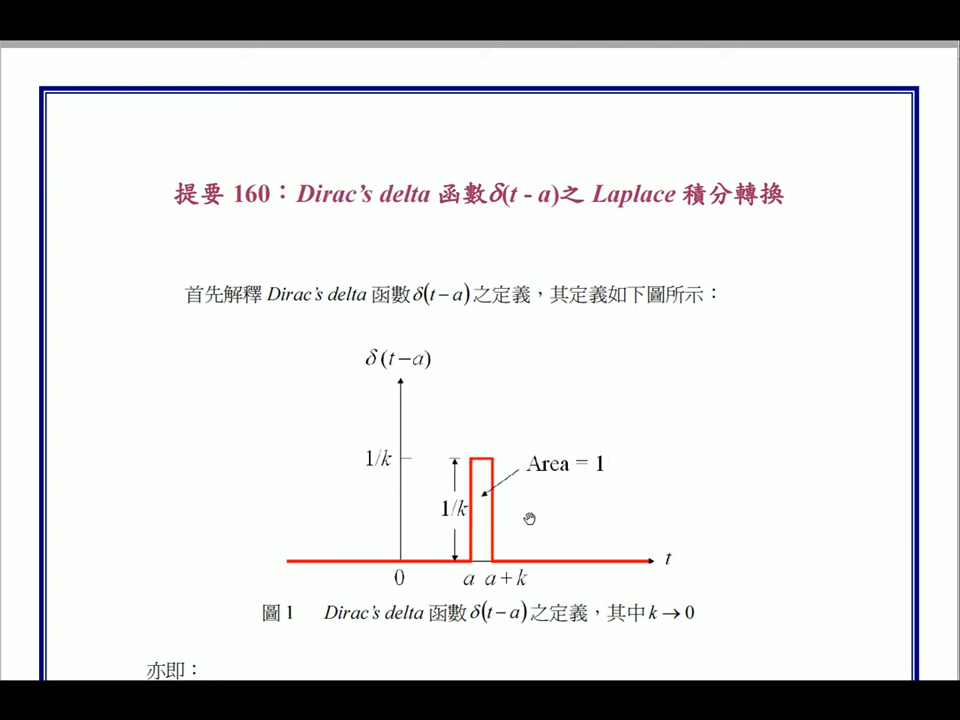 提要 160：Dirac's delta 函數δ(t - a)之 Laplace 積分轉換
首先解釋 Dirac's delta 函數 δ(t − a) 之定義，其定義如下圖所示：
δ (t − a)
1/k
Area = 1
1/k
t
0
a
a + k
圖 1 Dirac's delta 函數 δ(t − a) 之定義，其中 k → 0
亦即：